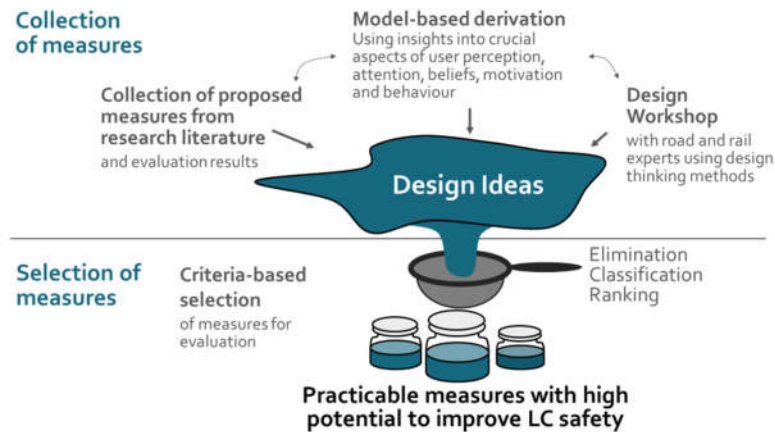 Collection
of measures
Model-based derivation
Using insights into crucial
aspects of user perception,
attention, beliefs, motivation
and behaviour
Collection of proposed
measures from
research literature
and evaluation results
Design
Workshop
with road and rail
experts using design
thinking methods
Design Ideas
Selection of
measures
Criteria-based
selection
of measures for
evaluation
Elimination
Classification
Ranking
Practicable measures with high
potential to improve LC safety